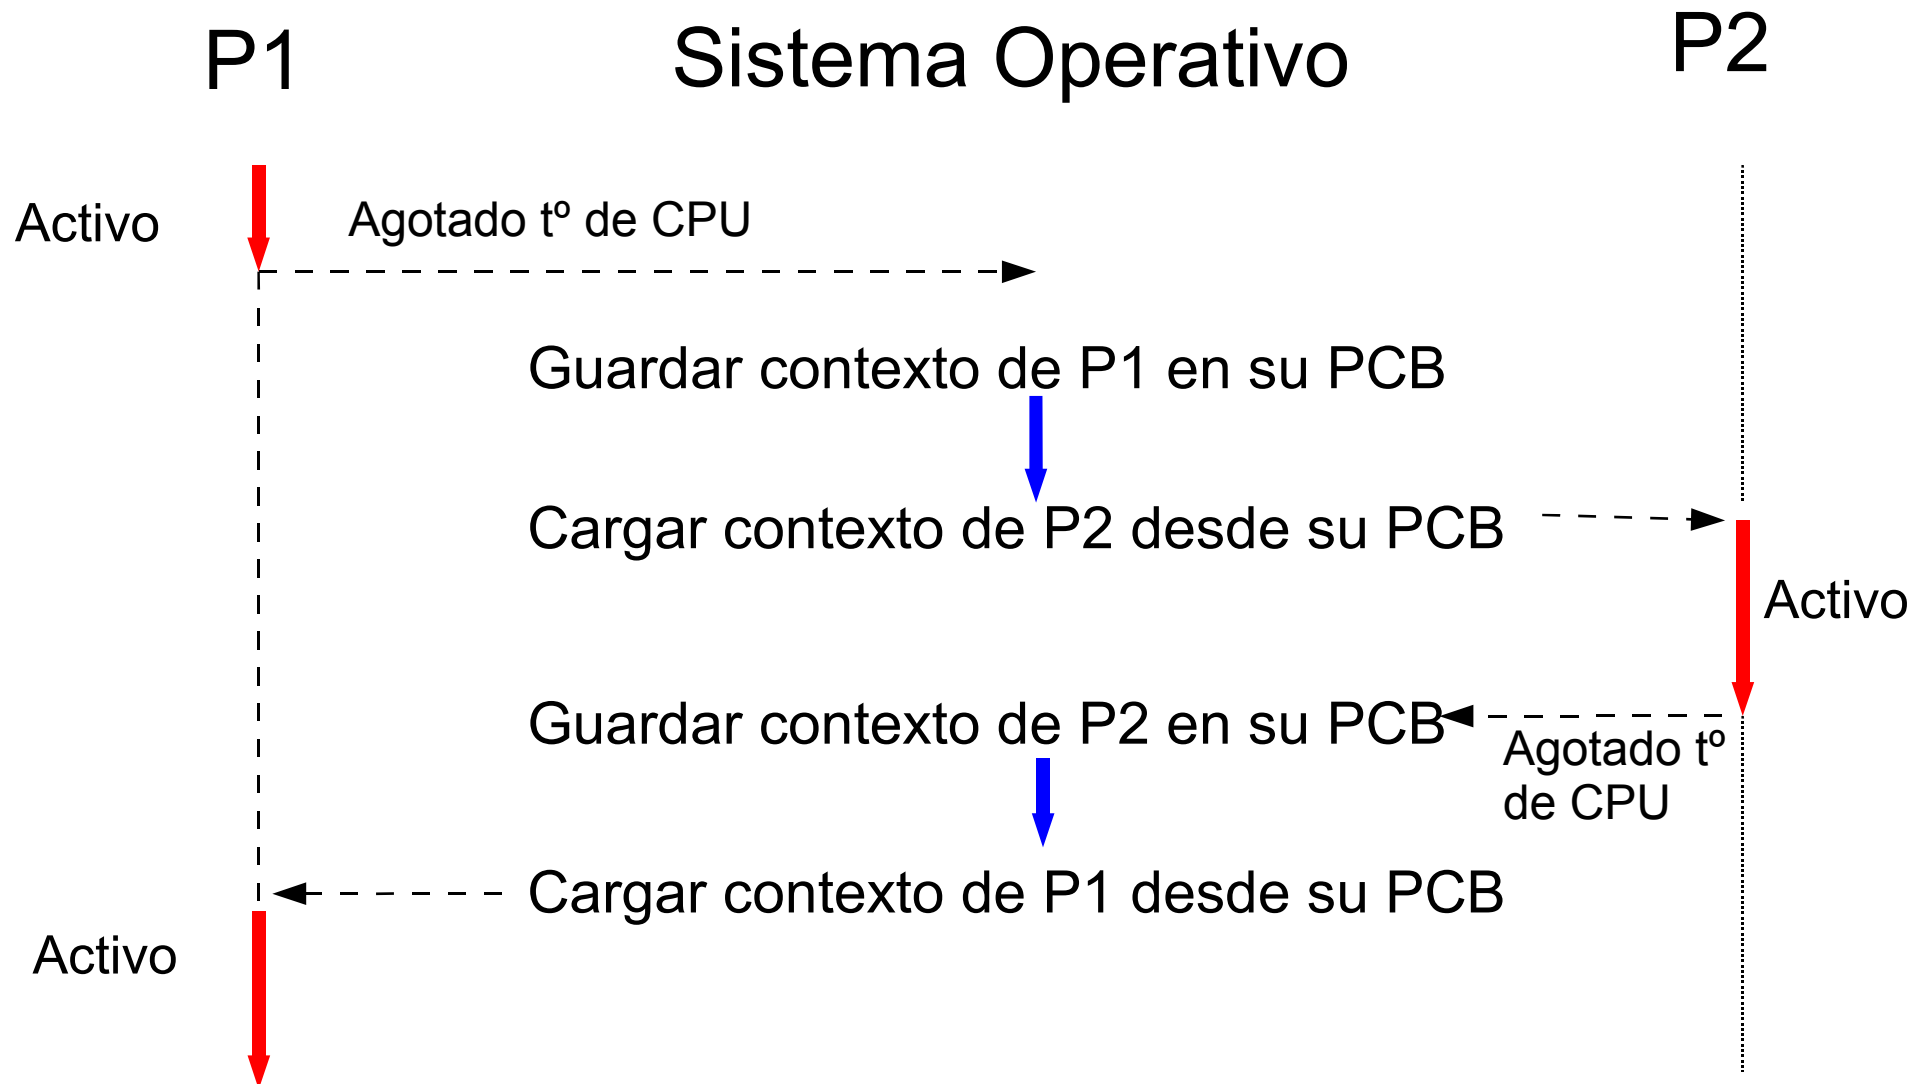 P1
Sistema Operativo
P2
Activo
Agotado tº de CPU
Guardar contexto de P1 en su PCB
Cargar contexto de P2 desde su PCB
Activo
Guardar contexto de P2 en su PCB
Agotado tº
de CPU
Cargar contexto de P1 desde su PCB
Activo